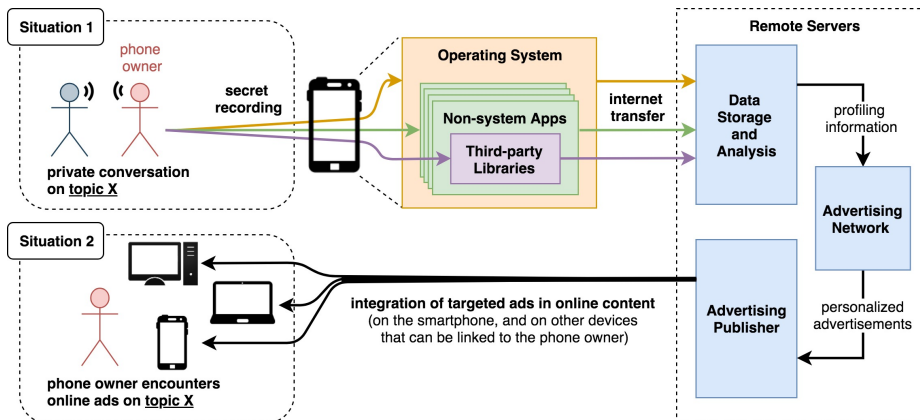 Situation 1
phone
owner
secret
recording
private conversation
on topic X
Operating System
Non-system Apps
Third-party
Libraries
internet
transfer
Remote Servers
Data
Storage
and
Analysis
profiling
information
Advertising
Network
personalized
advertisements
Advertising
Publisher
Situation 2
integration of targeted ads in online content
(on the smartphone, and on other devices
that can be linked to the phone owner)
phone owner encounters
online ads on topic X